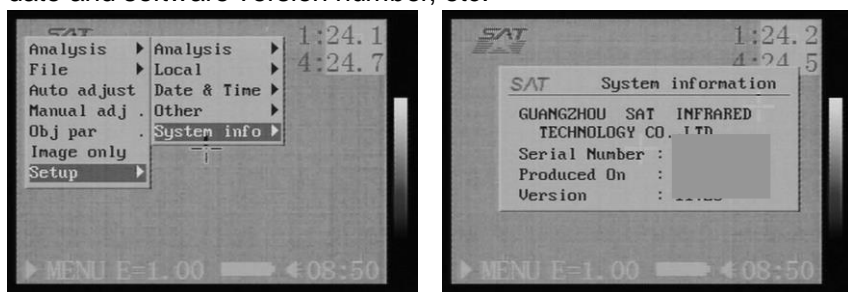 date and software version number, etc.
SAT
1:24.1
4:24.7
Analysis
File
Auto adjust
Manual adj .
Obj par .
Image only
Setup
Analysis
Local
Date & Time
Other
System info
MENU E=1.00 08:50
SAT
1:24.2
4:24.5
SAT System information
GUANGZHOU SAT INFRARED
TECHNOLOGY CO. LTD
Serial Number :
Produced On :
Version :
MENU E=1.00 08:50